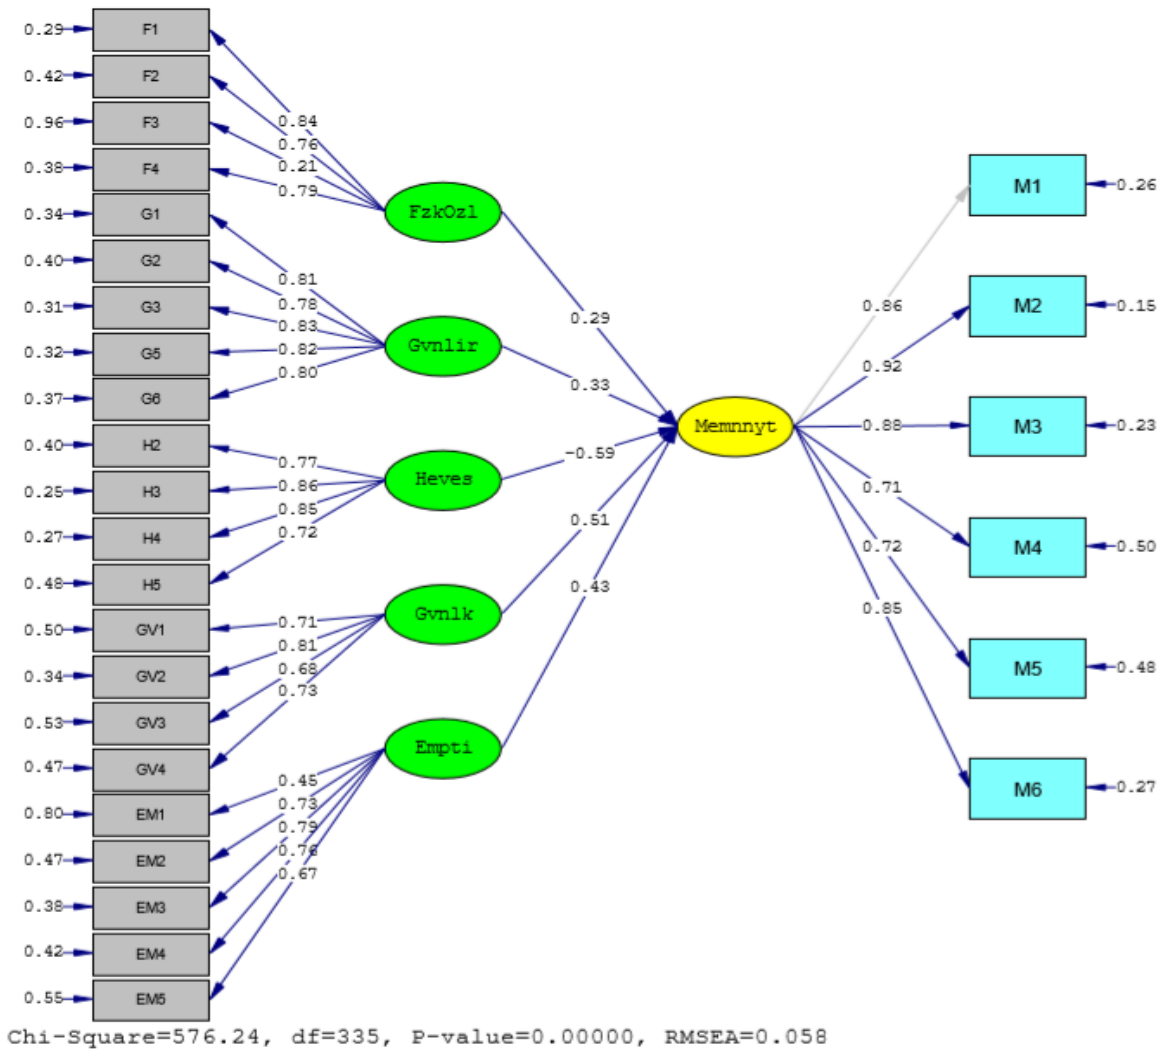 0.29 F1
0.42 F2
0.96 F3
0.38 F4
0.34 G1
0.40 G2
0.31 G3
0.32 G5
0.37 G6
0.40 H2
0.25 H3
0.27 H4
0.48 H5
0.50 GV1
0.34 GV2
0.53 GV3
0.47 GV4
0.80 EM1
0.47 EM2
0.38 EM3
0.42 EM4
0.55 EM5
0.84
0.76
0.21
0.79
0.81
0.78
0.83
0.82
0.80
0.77
0.86
0.85
0.72
0.71
0.81
0.68
0.73
0.45
0.73
0.79
0.76
0.67
FzkOzl
Gvnlir
Heves
Gvnlk
Empti
0.29
0.33
-0.59
0.51
0.43
Memnnyt
0.86
0.92
0.88
0.71
0.72
0.85
M1 0.26
M2 0.15
M3 0.23
M4 0.50
M5 0.48
M6 0.27
Chi-Square=576.24, df=335, P-value=0.00000, RMSEA=0.058